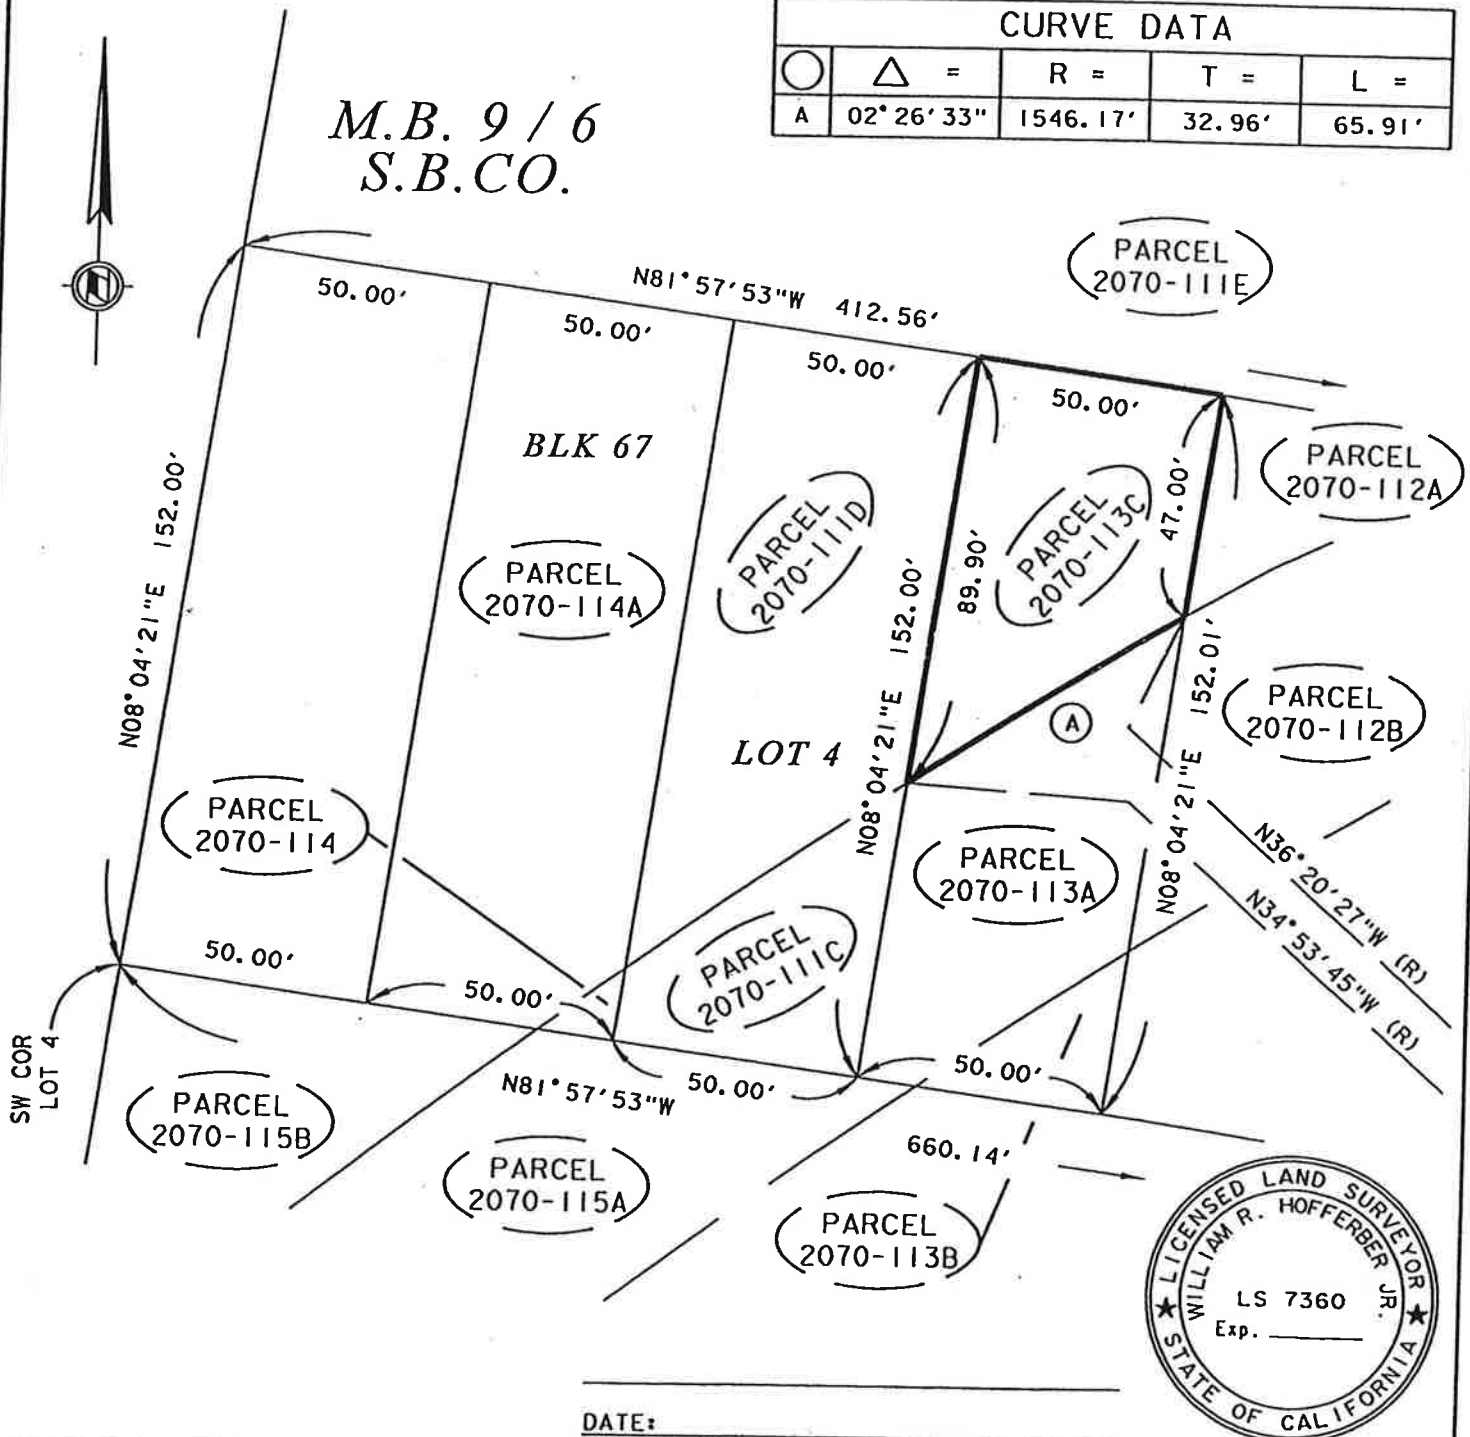 CURVE DATA
△ = R = T = L =
A 02°26'33" 1546.17' 32.96' 65.91'
M.B. 9 / 6
S.B.CO.
PARCEL
2070-111E
N81°57'53"W 412.56'
50.00'
50.00'
50.00'
50.00'
BLK 67
PARCEL
2070-112A
47.00'
N08°04'21"E 152.00'
PARCEL
2070-114A
PARCEL
2070-111D
N08°04'21"E 152.00'
89.90'
PARCEL
2070-113C
N08°04'21"E 152.01'
PARCEL
2070-112B
A
LOT 4
PARCEL
2070-114
PARCEL
2070-113A
N08°04'21"E
N36°20'27"W (R)
N34°53'45"W (R)
PARCEL
2070-111C
50.00'
50.00'
50.00'
50.00'
SW COR
LOT 4
N81°57'53"W
PARCEL
2070-115B
PARCEL
2070-115A
660.14'
PARCEL
2070-113B
LICENSED LAND SURVEYOR
WILLIAM R. HOFFERBER JR.
LS 7360
Exp.
STATE OF CALIFORNIA
DATE: